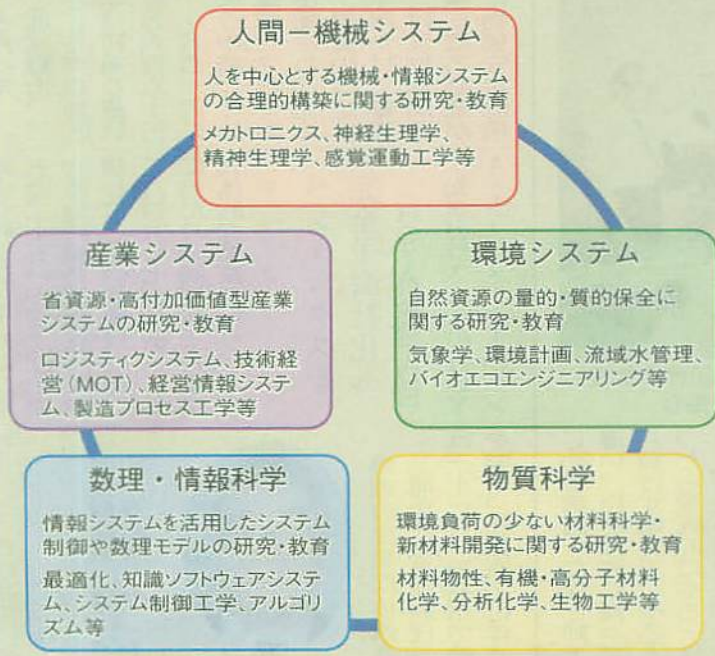 人間－機械システム
人を中心とする機械・情報システム
の合理的構築に関する研究・教育
メカトロニクス、神経生理学、
精神生理学、感覚運動工学等
産業システム
省資源・高付加価値型産業
システムの研究・教育
ロジスティクシステム、技術経
営(MOT)、経営情報システ
ム、製造プロセス工学等
環境システム
自然資源の量的・質的保全に
関する研究・教育
気象学、環境計画、流域水管理、
バイオエコエンジニアリング等
数理・情報科学
情報システムを活用したシステム
制御や数理モデルの研究・教育
最適化、知識ソフトウェアシステ
ム、システム制御工学、アルゴリ
ズム等
物質科学
環境負荷の少ない材料科学・
新材料開発に関する研究・教育
材料物性、有機・高分子材料
化学、分析化学、生物工学等